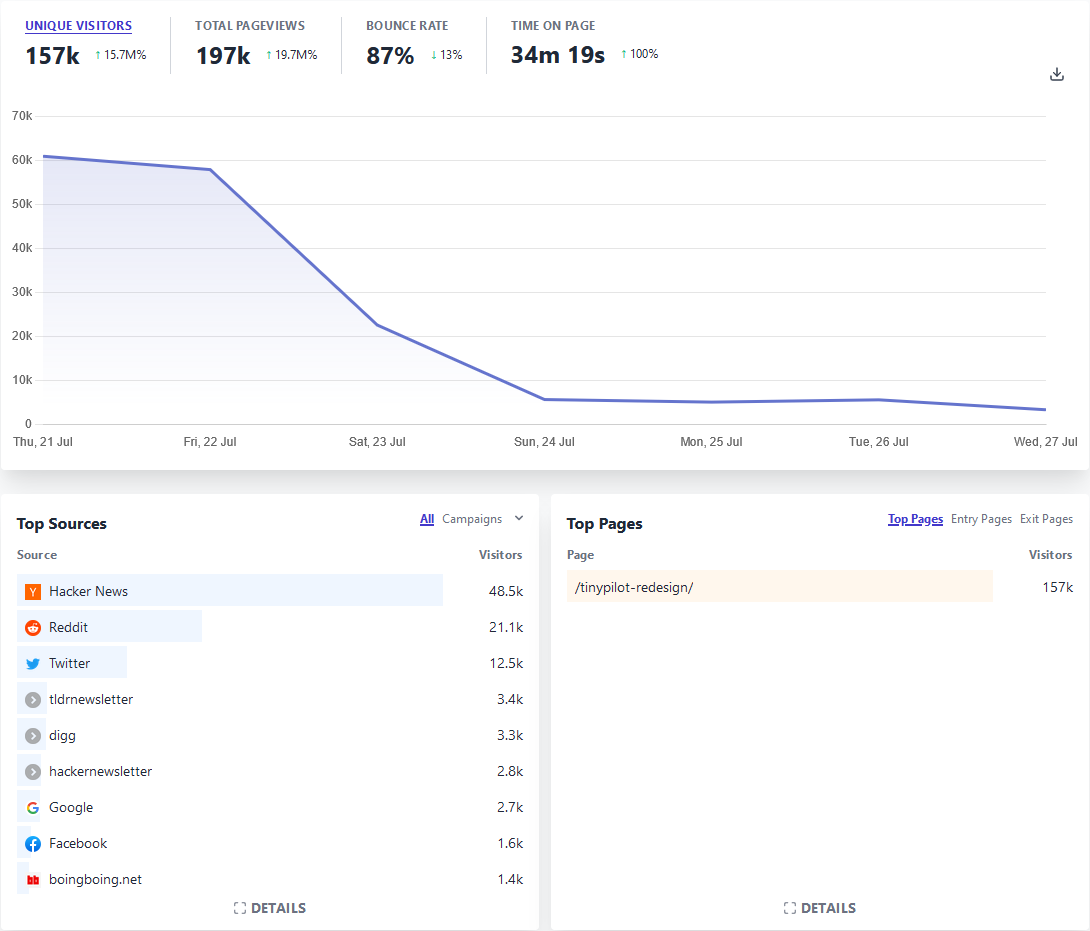 UNIQUE VISITORS TOTAL PAGEVIEWS BOUNCE RATE TIME ON PAGE
157k ↑ 15.7M% 197k ↑ 19.7M% 87% ↓ 13% 34m 19s ↑ 100%
70k
60k
50k
40k
30k
20k
10k
0
Thu, 21 Jul Fri, 22 Jul Sat, 23 Jul Sun, 24 Jul Mon, 25 Jul Tue, 26 Jul Wed, 27 Jul
Top Sources All Campaigns
Source Visitors
Hacker News 48.5k
Reddit 21.1k
Twitter 12.5k
tldrnewsletter 3.4k
digg 3.3k
hackernewsletter 2.8k
Google 2.7k
Facebook 1.6k
boingboing.net 1.4k
DETAILS
Top Pages Top Pages Entry Pages Exit Pages
Page Visitors
/tinypilot-redesign/ 157k
DETAILS